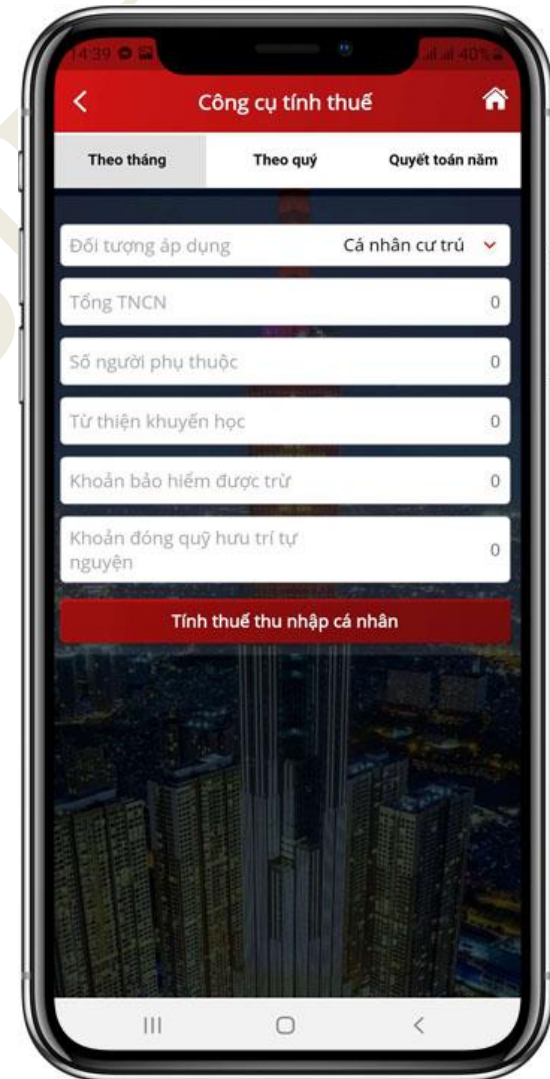 14:39
40%
Công cụ tính thuế
Theo tháng Theo quý Quyết toán năm
Đối tượng áp dụng Cá nhân cư trú
Tổng TNCN 0
Số người phụ thuộc 0
Từ thiện khuyến học 0
Khoản bảo hiểm được trừ 0
Khoản đóng quỹ hưu trí tự
nguyện 0
Tính thuế thu nhập cá nhân